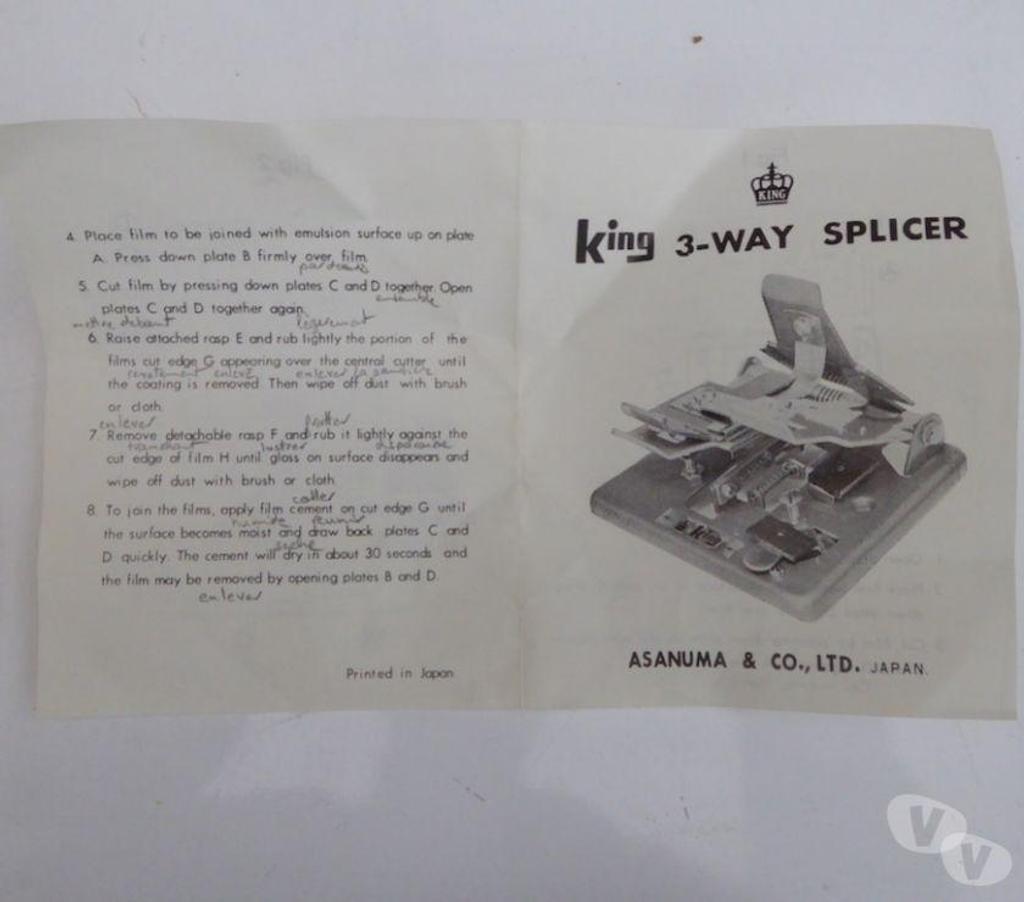 4. Place film to be joined with emulsion surface up on plate
A. Press down plate B firmly over film.
5. Cut film by pressing down plates C and D together. Open
ensemble
plates C and D together again.
legerement
6. Raise attached rasp E and rub lightly the portion of the
films cut edge G appearing over the central cutter until
enlever
the coating is removed. Then wipe off dust with brush
or cloth.
enlever frotter
7. Remove detachable rasp F and rub it lightly against the
cut edge of film H until gloss on surface disappears and
wipe off dust with brush or cloth.
coller
8. To join the films, apply film cement on cut edge G until
humide
the surface becomes moist and draw back plates C and
seche
D quickly. The cement will dry in about 30 seconds and
the film may be removed by opening plates B and D.
enlever
Printed in Japan
KING
king 3-WAY SPLICER
king
ASANUMA & CO., LTD. JAPAN.
VV